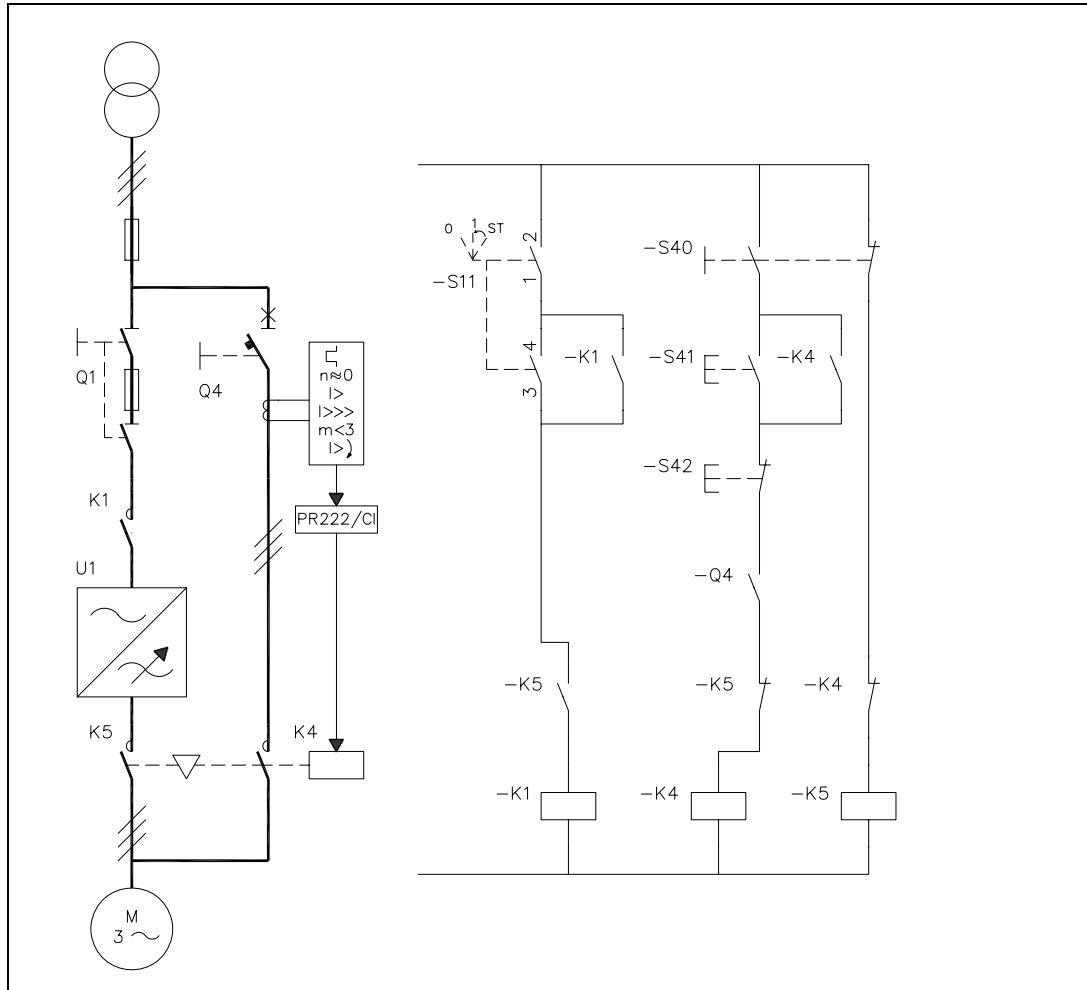 0 1 ST
2
-S11
1
4
3
-K1
-S40
-S41
-K4
-S42
-Q4
-K5
-K5
-K4
-K1
-K4
-K5
Q1
Q4
n≈0
I>
I>>>
m<3
I>
K1
PR222/CI
U1
K5
K4
M
3